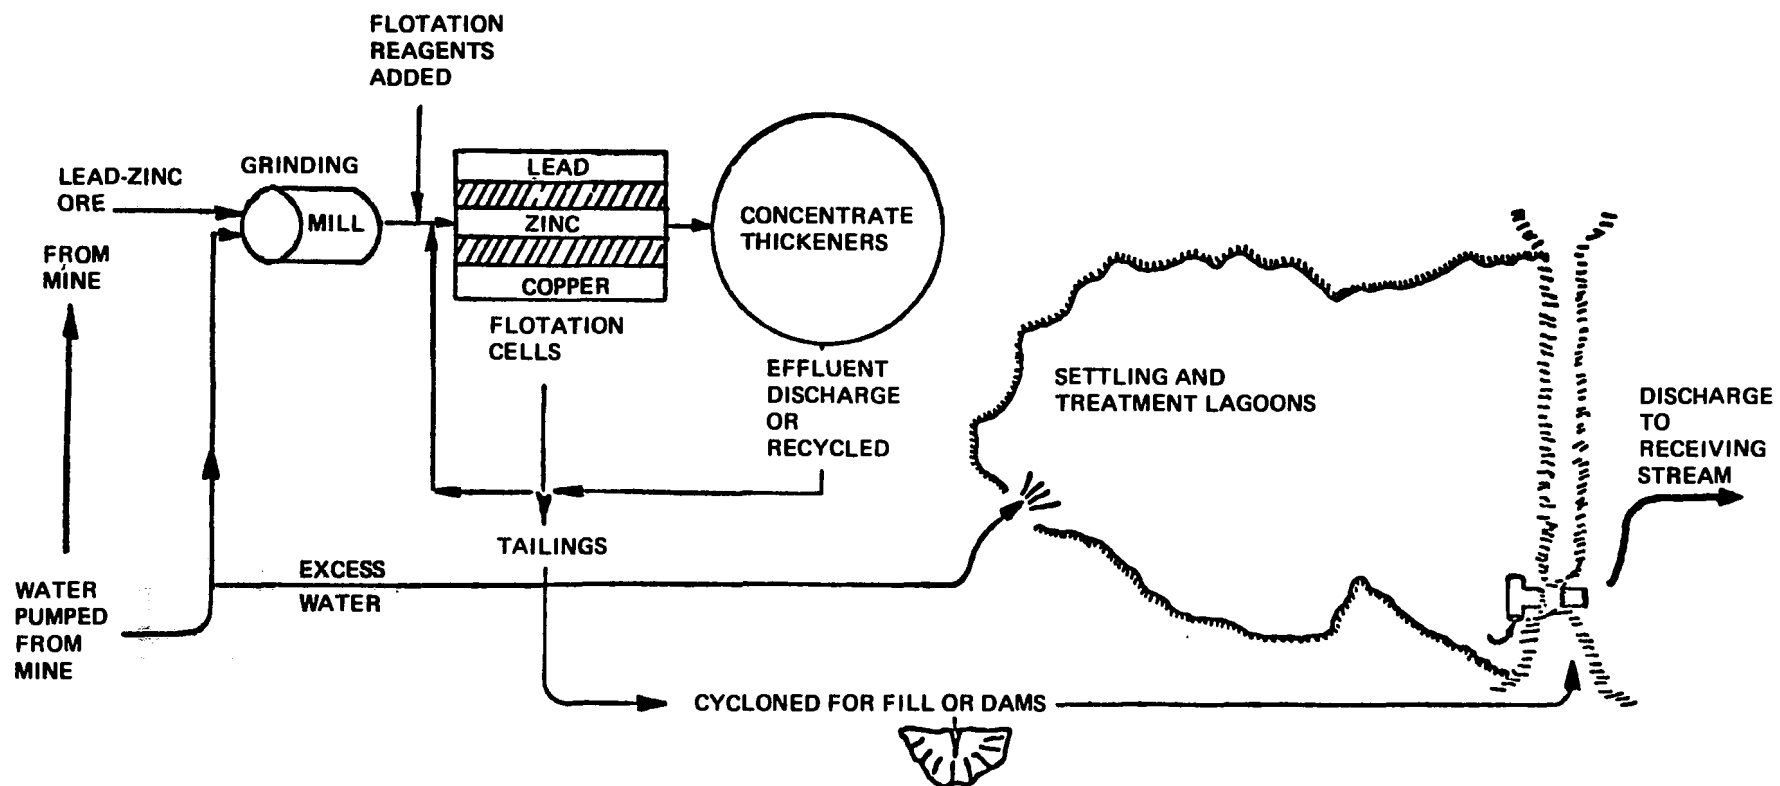 FLOTATION
REAGENTS
ADDED
LEAD-ZINC
ORE
GRINDING
MILL
FROM
MINE
LEAD
ZINC
COPPER
FLOTATION
CELLS
CONCENTRATE
THICKENERS
EFFLUENT
DISCHARGE
OR
RECYCLED
SETTLING AND
TREATMENT LAGOONS
DISCHARGE
TO
RECEIVING
STREAM
TAILINGS
EXCESS
WATER
WATER
PUMPED
FROM
MINE
CYCLONED FOR FILL OR DAMS